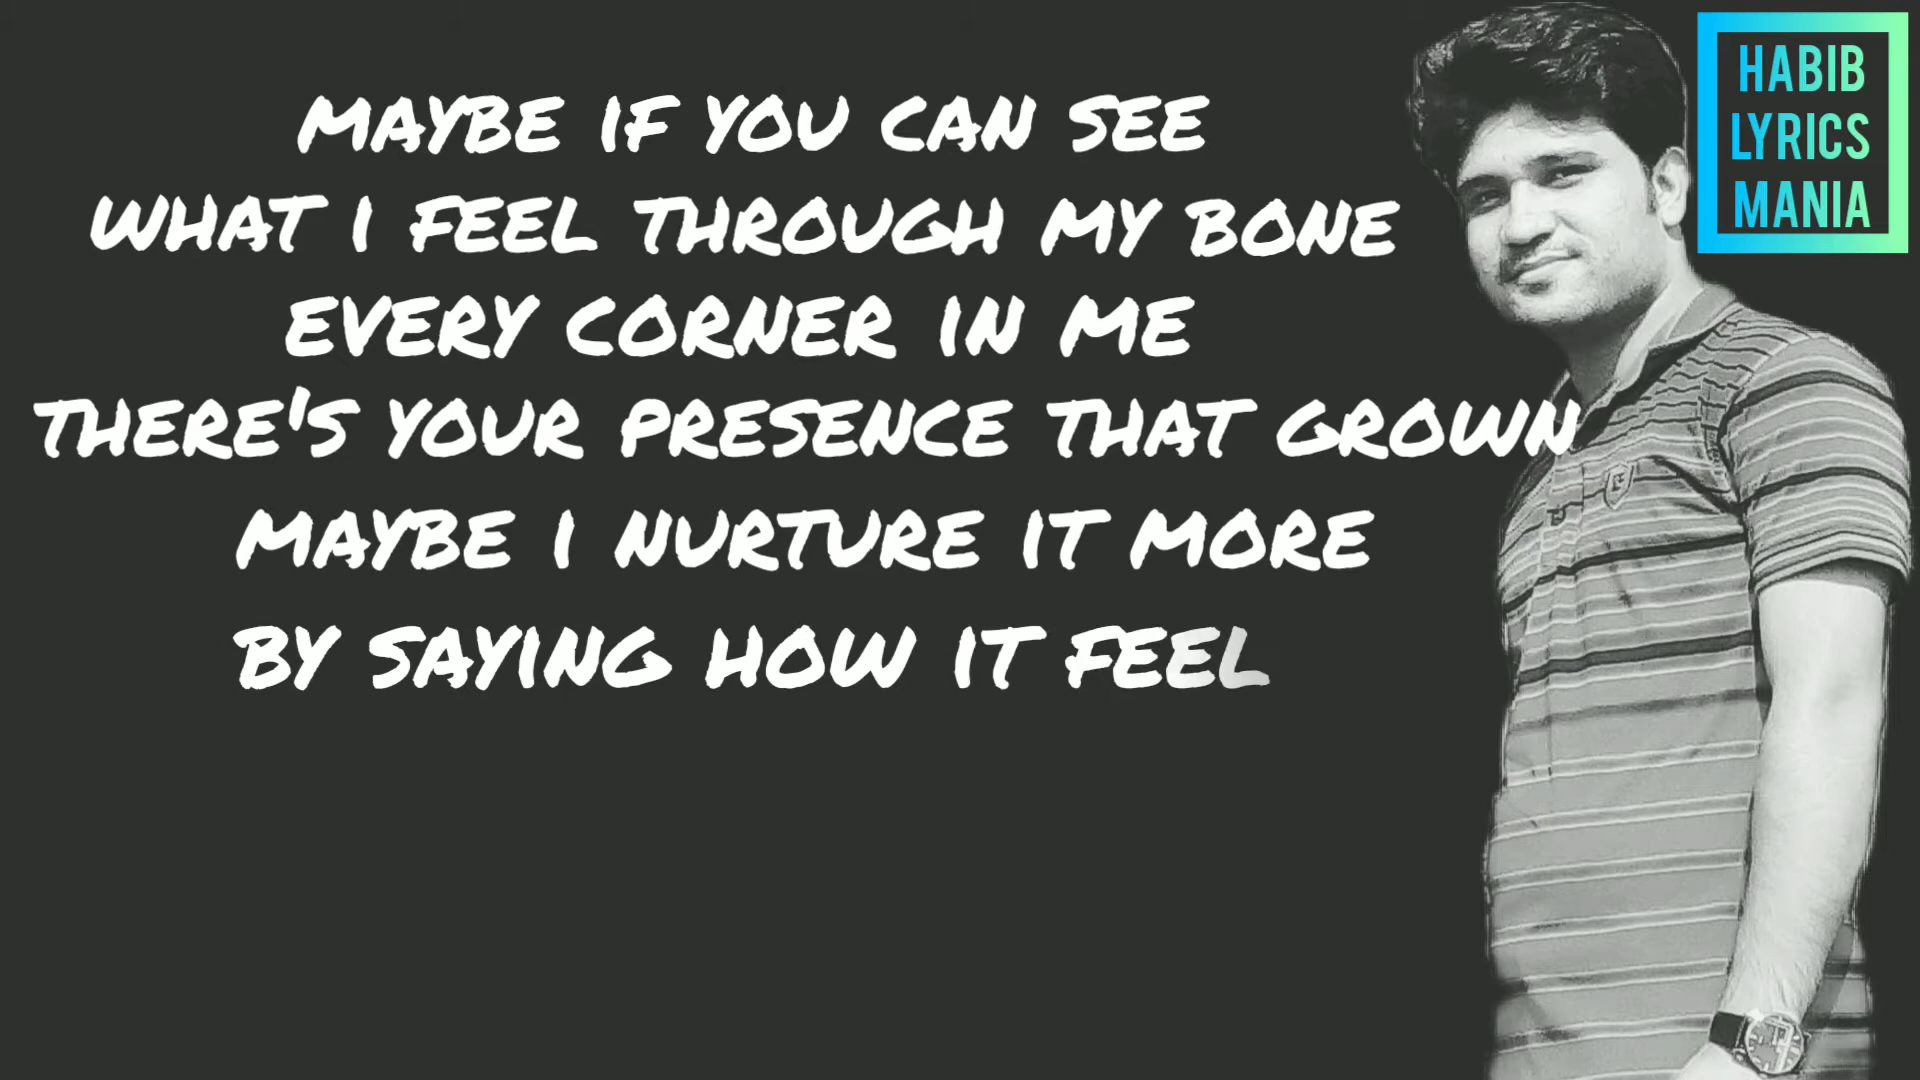 MAYBE IF YOU CAN SEE
WHAT I FEEL THROUGH MY BONE
EVERY CORNER IN ME
THERE'S YOUR PRESENCE THAT GROWN
MAYBE I NURTURE IT MORE
BY SAYING HOW IT FEEL
HABIB
LYRICS
MANIA